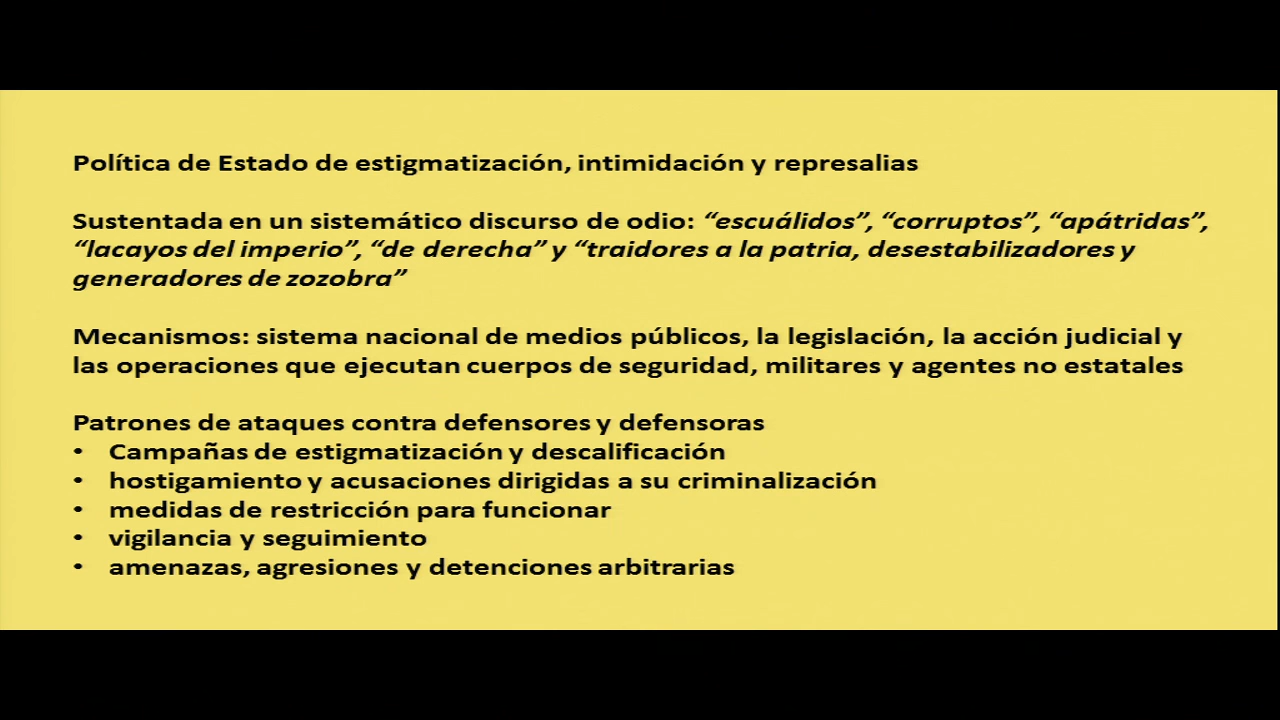 Política de Estado de estigmatización, intimidación y represalias
Sustentada en un sistemático discurso de odio: “escuálidos”, “corruptos”, “apátridas”,
“lacayos del imperio”, “de derecha” y “traidores a la patria, desestabilizadores y
generadores de zozobra”
Mecanismos: sistema nacional de medios públicos, la legislación, la acción judicial y
las operaciones que ejecutan cuerpos de seguridad, militares y agentes no estatales
Patrones de ataques contra defensores y defensoras
• Campañas de estigmatización y descalificación
• hostigamiento y acusaciones dirigidas a su criminalización
• medidas de restricción para funcionar
• vigilancia y seguimiento
• amenazas, agresiones y detenciones arbitrarias